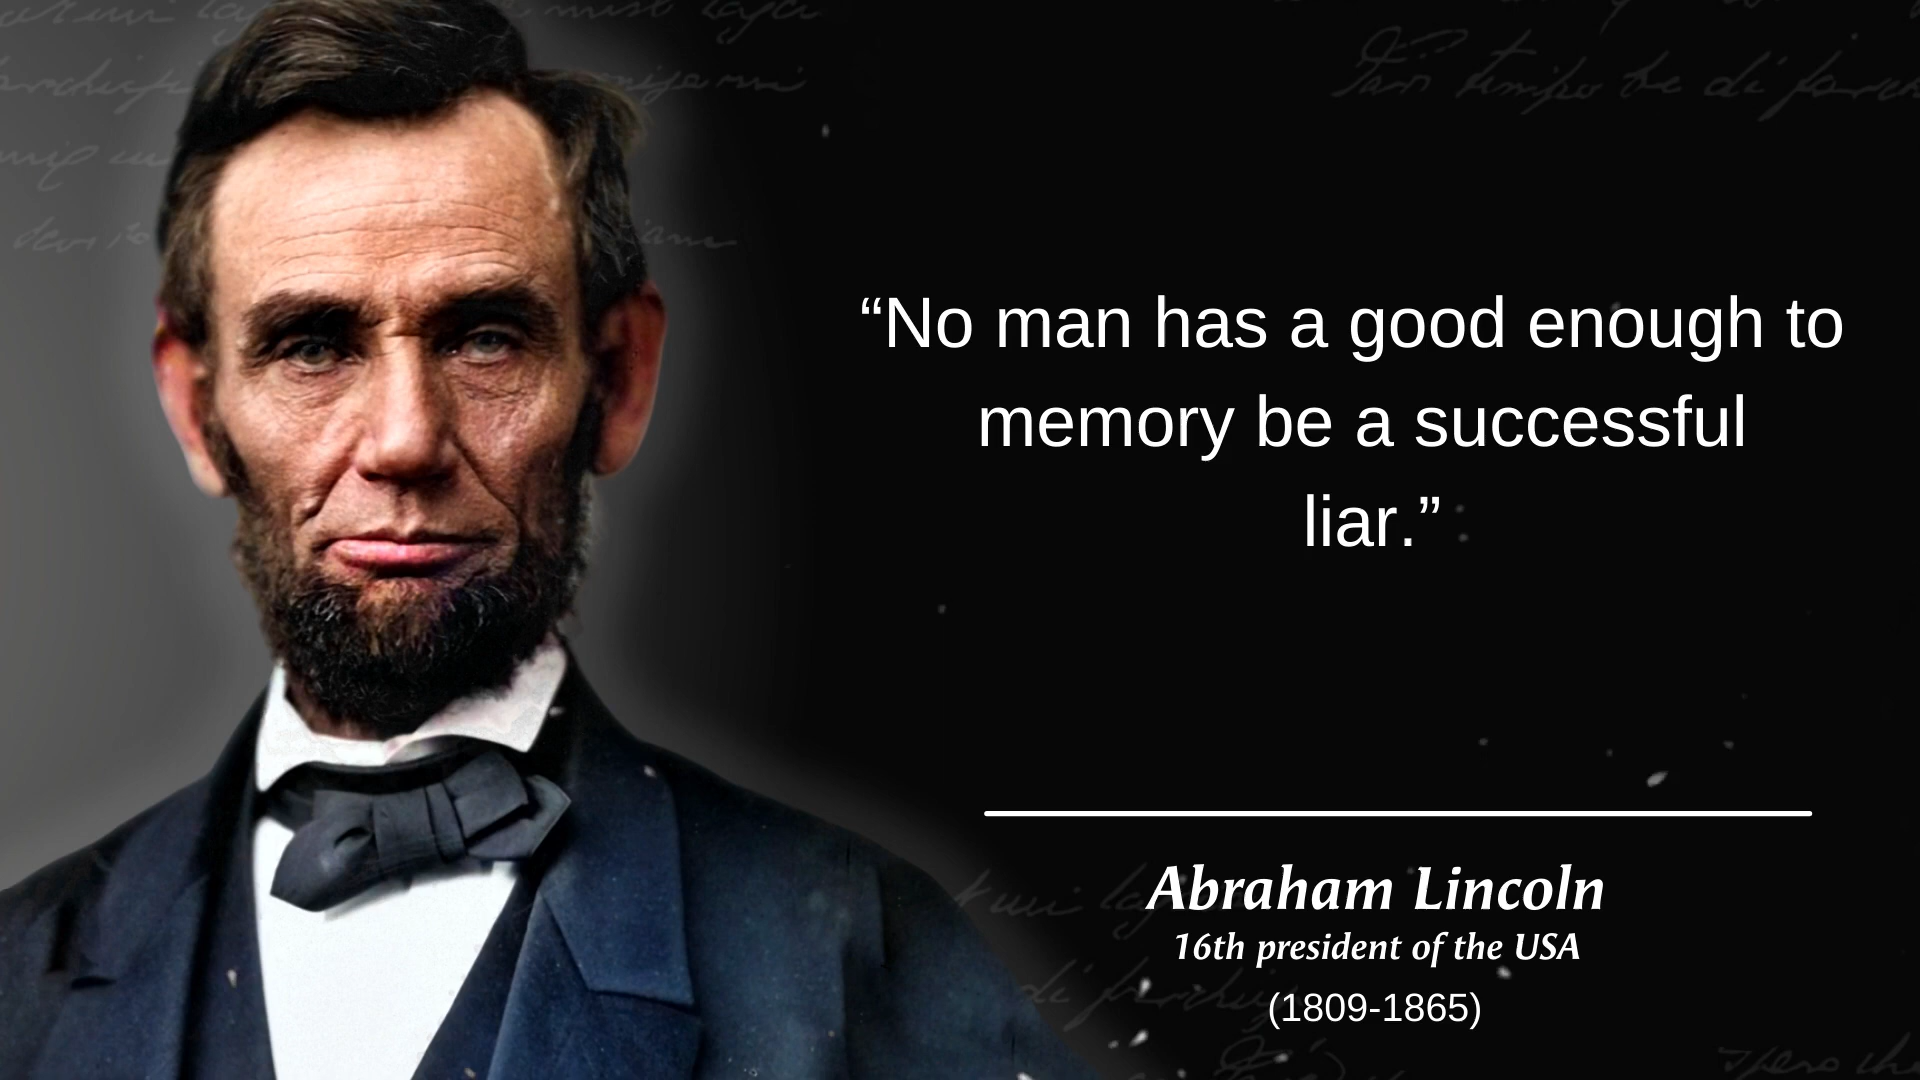 “No man has a good enough to
memory be a successful
liar.”
Abraham Lincoln
16th president of the USA
(1809-1865)